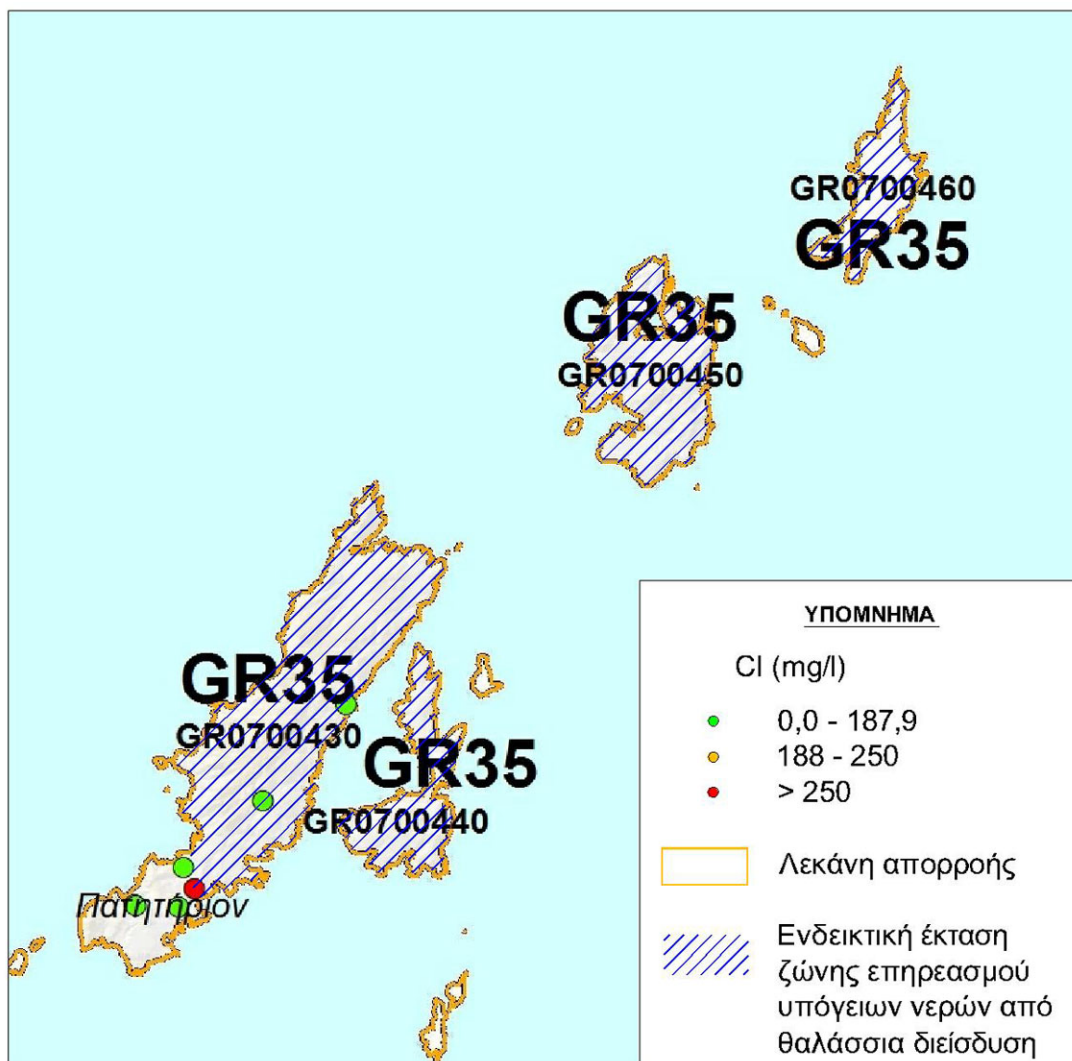 GR0700460
GR35
GR35
GR0700450
GR35
GR0700430
GR35
GR0700440
Πατητήριον
ΥΠΟΜΝΗΜΑ
Cl (mg/l)
0,0 - 187,9
188 - 250
> 250
Λεκάνη απορροής
Ενδεικτική έκταση
ζώνης επηρεασμού
υπόγειων νερών από
θαλάσσια διείσδυση